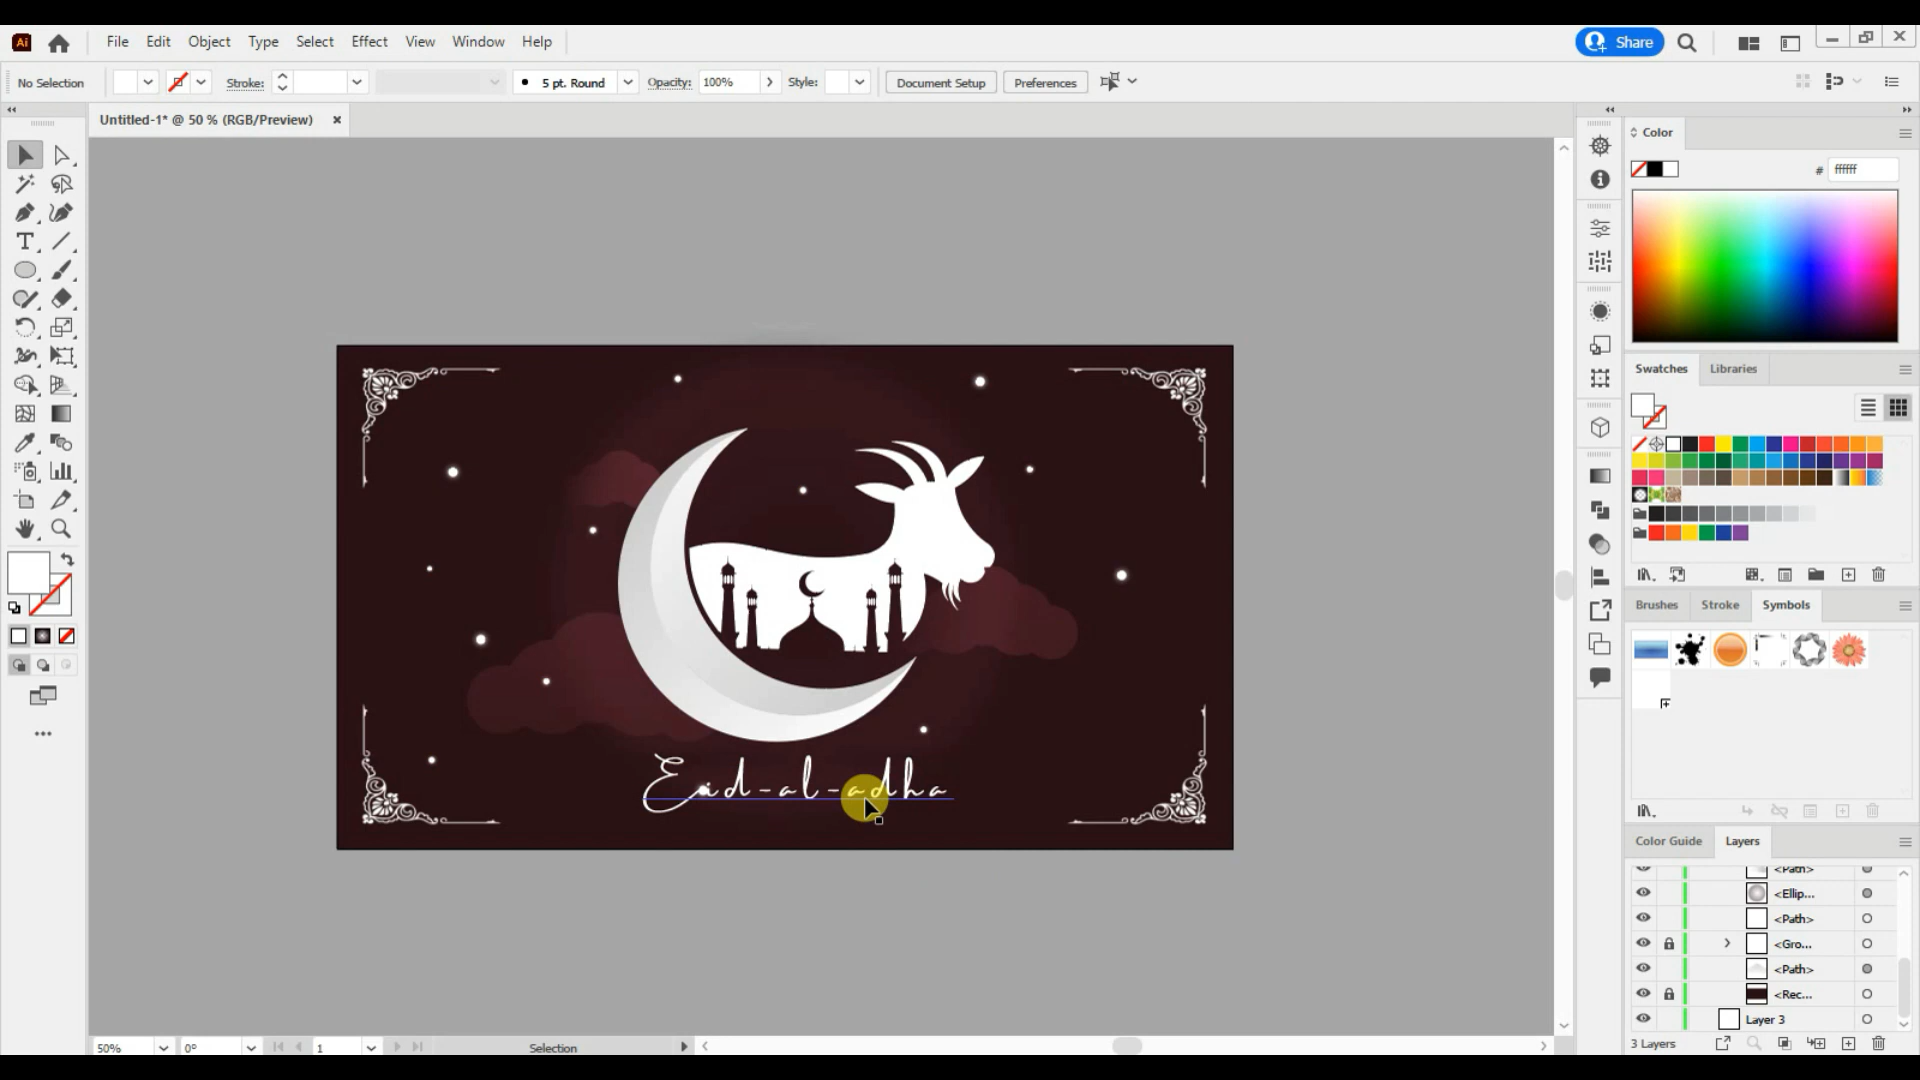 Ai
File Edit Object Type Select Effect View Window Help
Share
No Selection
Stroke:
5 pt. Round
Opacity: 100%
Style:
Document Setup
Preferences
Untitled-1* @ 50 % (RGB/Preview)
Color
# ffffff
Swatches Libraries
Eid-al-adha
Brushes Stroke Symbols
Color Guide Layers
<Path>
<Ellip...
<Path>
<Gro...
<Path>
<Rec...
Layer 3
3 Layers
50% 0° 1 Selection